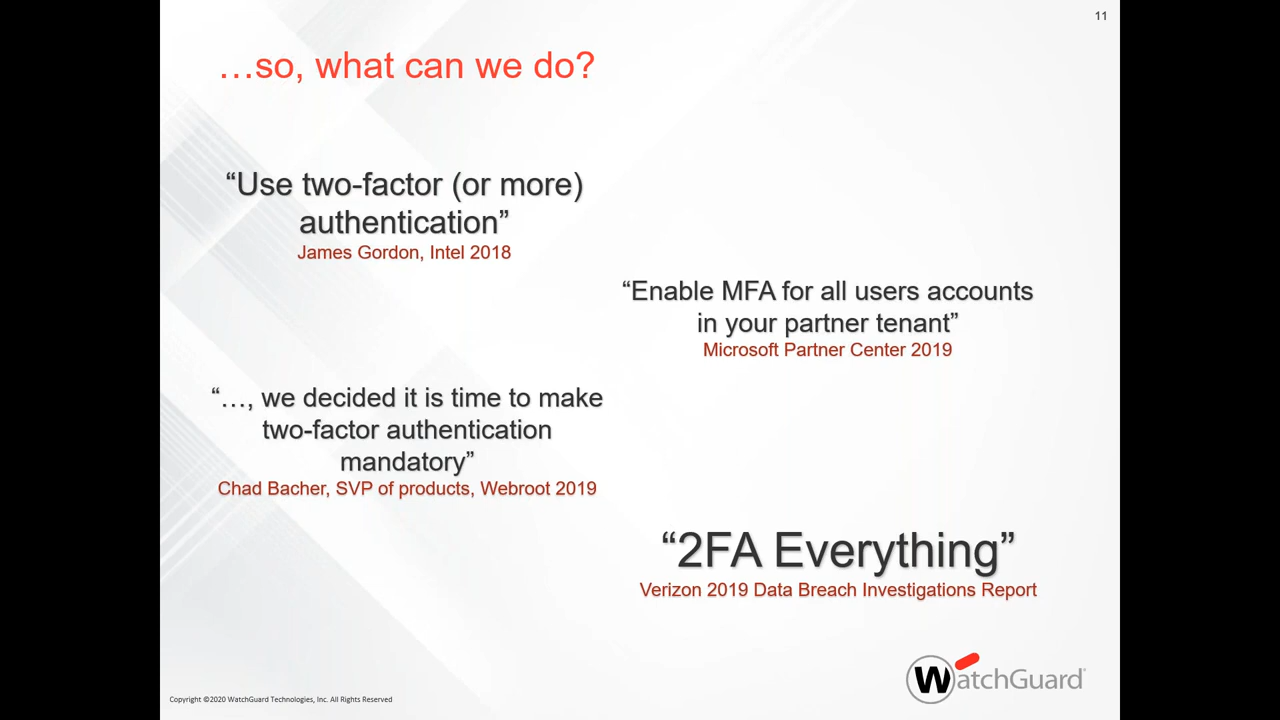 11
…so, what can we do?
“Use two-factor (or more)
authentication”
James Gordon, Intel 2018
“Enable MFA for all users accounts
in your partner tenant”
Microsoft Partner Center 2019
“…, we decided it is time to make
two-factor authentication
mandatory”
Chad Bacher, SVP of products, Webroot 2019
“2FA Everything”
Verizon 2019 Data Breach Investigations Report
WatchGuard®
Copyright ©2020 WatchGuard Technologies, Inc. All Rights Reserved